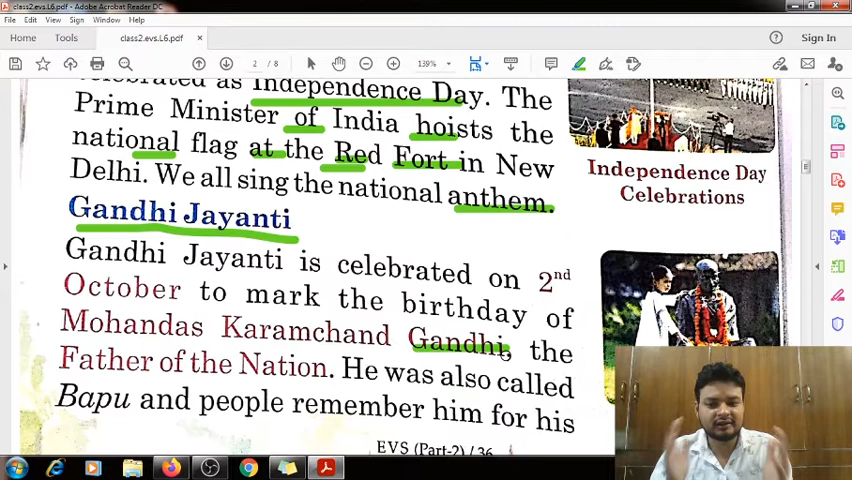 class2.evs.L6.pdf - Adobe Acrobat Reader DC
File Edit View Sign Window Help
Home Tools class2.evs.L6.pdf × Sign In
2 / 8 139%
celebrated as Independence Day. The
Prime Minister of India hoists the
national flag at the Red Fort in New
Delhi. We all sing the national anthem.
Independence Day
Celebrations
Gandhi Jayanti
Gandhi Jayanti is celebrated on 2nd
October to mark the birthday of
Mohandas Karamchand Gandhi, the
Father of the Nation. He was also called
Bapu and people remember him for his
EVS (Part-2) / 36